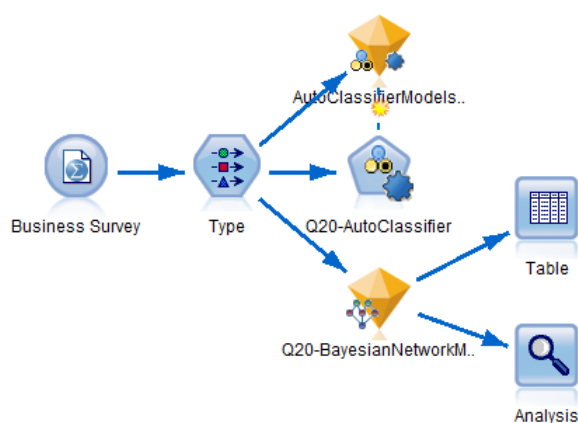 AutoClassifierModels..
Business Survey
Type
Q20-AutoClassifier
Table
Q20-BayesianNetworkM..
Analysis